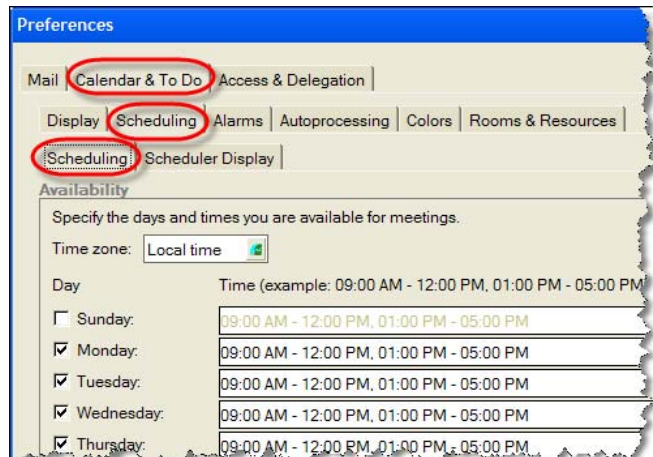 Preferences
Mail Calendar & To Do Access & Delegation
Display Scheduling Alarms Autoprocessing Colors Rooms & Resources
Scheduling Scheduler Display
Availability
Specify the days and times you are available for meetings.
Time zone: Local time
Day Time (example: 09:00 AM - 12:00 PM, 01:00 PM - 05:00 PM
Sunday: 09:00 AM - 12:00 PM, 01:00 PM - 05:00 PM
Monday: 09:00 AM - 12:00 PM, 01:00 PM - 05:00 PM
Tuesday: 09:00 AM - 12:00 PM, 01:00 PM - 05:00 PM
Wednesday: 09:00 AM - 12:00 PM, 01:00 PM - 05:00 PM
Thursday: 09:00 AM - 12:00 PM, 01:00 PM - 05:00 PM